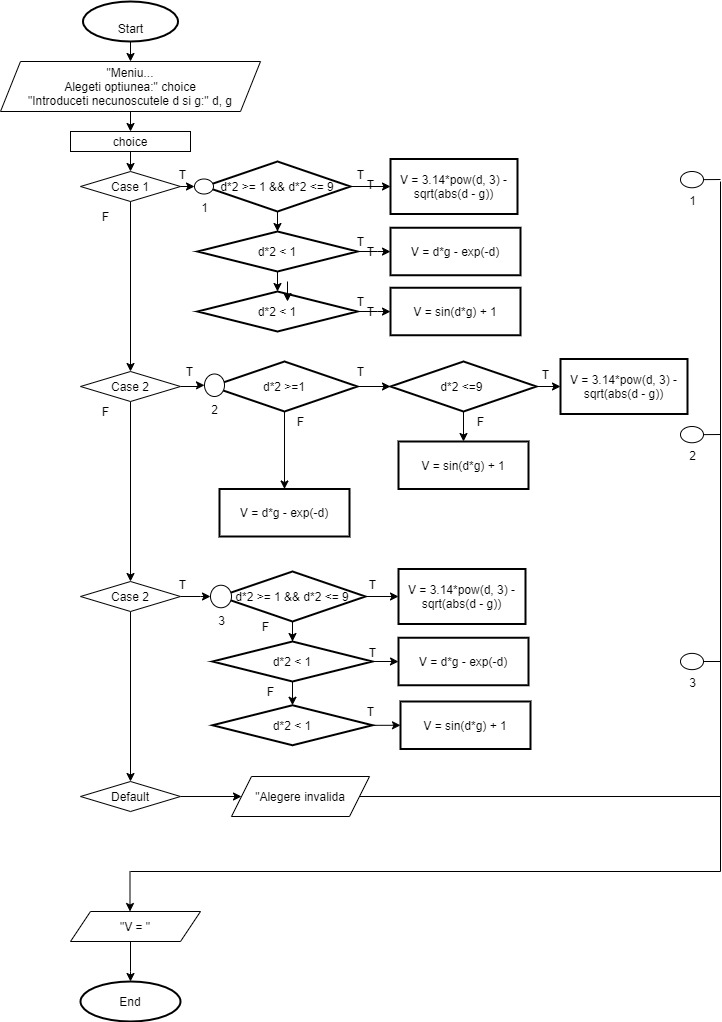 Start
"Meniu...
Alegeti optiunea:" choice
"Introduceti necunoscutele d si g:" d, g
choice
Case 1
T
1
F
d*2 >= 1 && d*2 <= 9
T
T
V = 3.14*pow(d, 3) -
sqrt(abs(d - g))
1
d*2 < 1
T
T
V = d*g - exp(-d)
d*2 < 1
T
T
V = sin(d*g) + 1
Case 2
T
2
F
d*2 >=1
T
d*2 <=9
T
V = 3.14*pow(d, 3) -
sqrt(abs(d - g))
F
F
V = sin(d*g) + 1
2
V = d*g - exp(-d)
Case 2
T
3
d*2 >= 1 && d*2 <= 9
T
V = 3.14*pow(d, 3) -
sqrt(abs(d - g))
F
d*2 < 1
T
V = d*g - exp(-d)
3
F
d*2 < 1
T
V = sin(d*g) + 1
Default
"Alegere invalida
"V = "
End